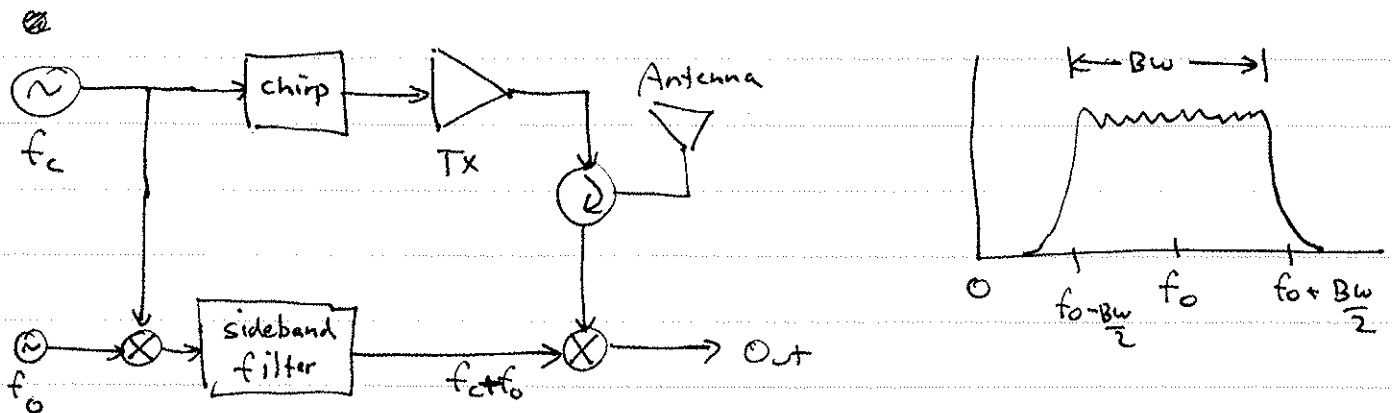 chirp
Antenna
f_c
Tx
sideband
filter
f_c+f_o
f_o
Out
Bw
0
f_o-Bw/2
f_o
f_o+Bw/2